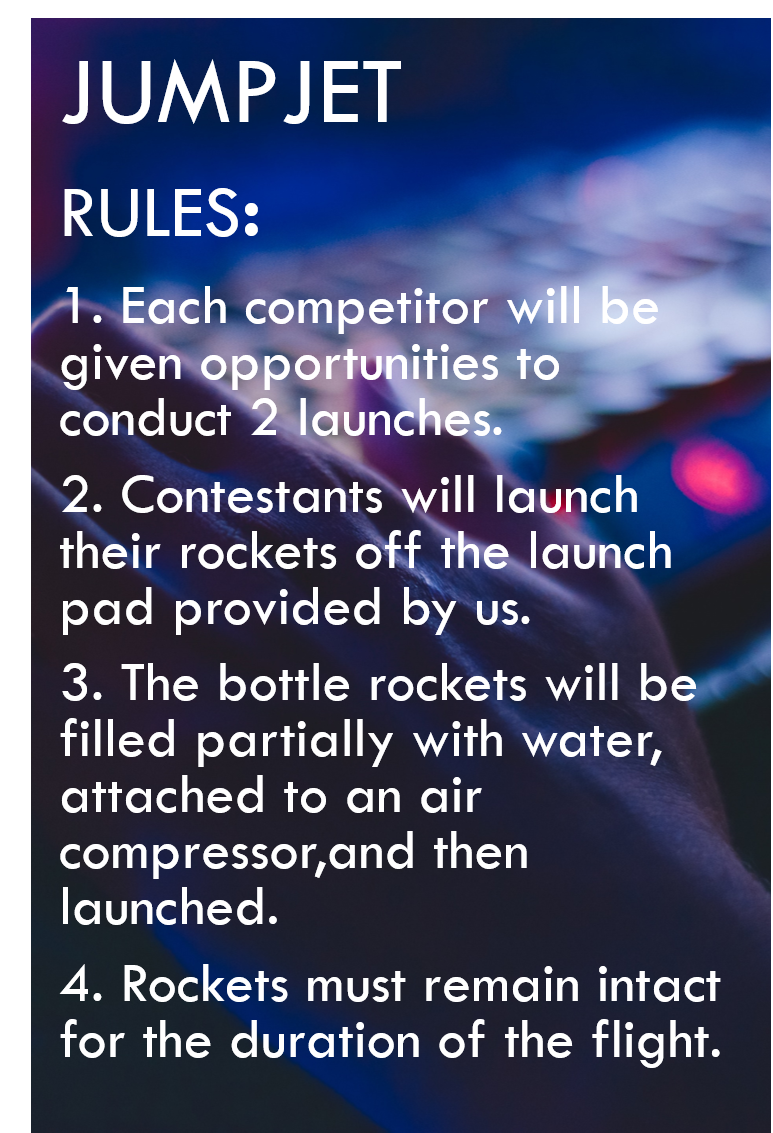 JUMPJET
RULES:
1. Each competitor will be
given opportunities to
conduct 2 launches.
2. Contestants will launch
their rockets off the launch
pad provided by us.
3. The bottle rockets will be
filled partially with water,
attached to an air
compressor,and then
launched.
4. Rockets must remain intact
for the duration of the flight.